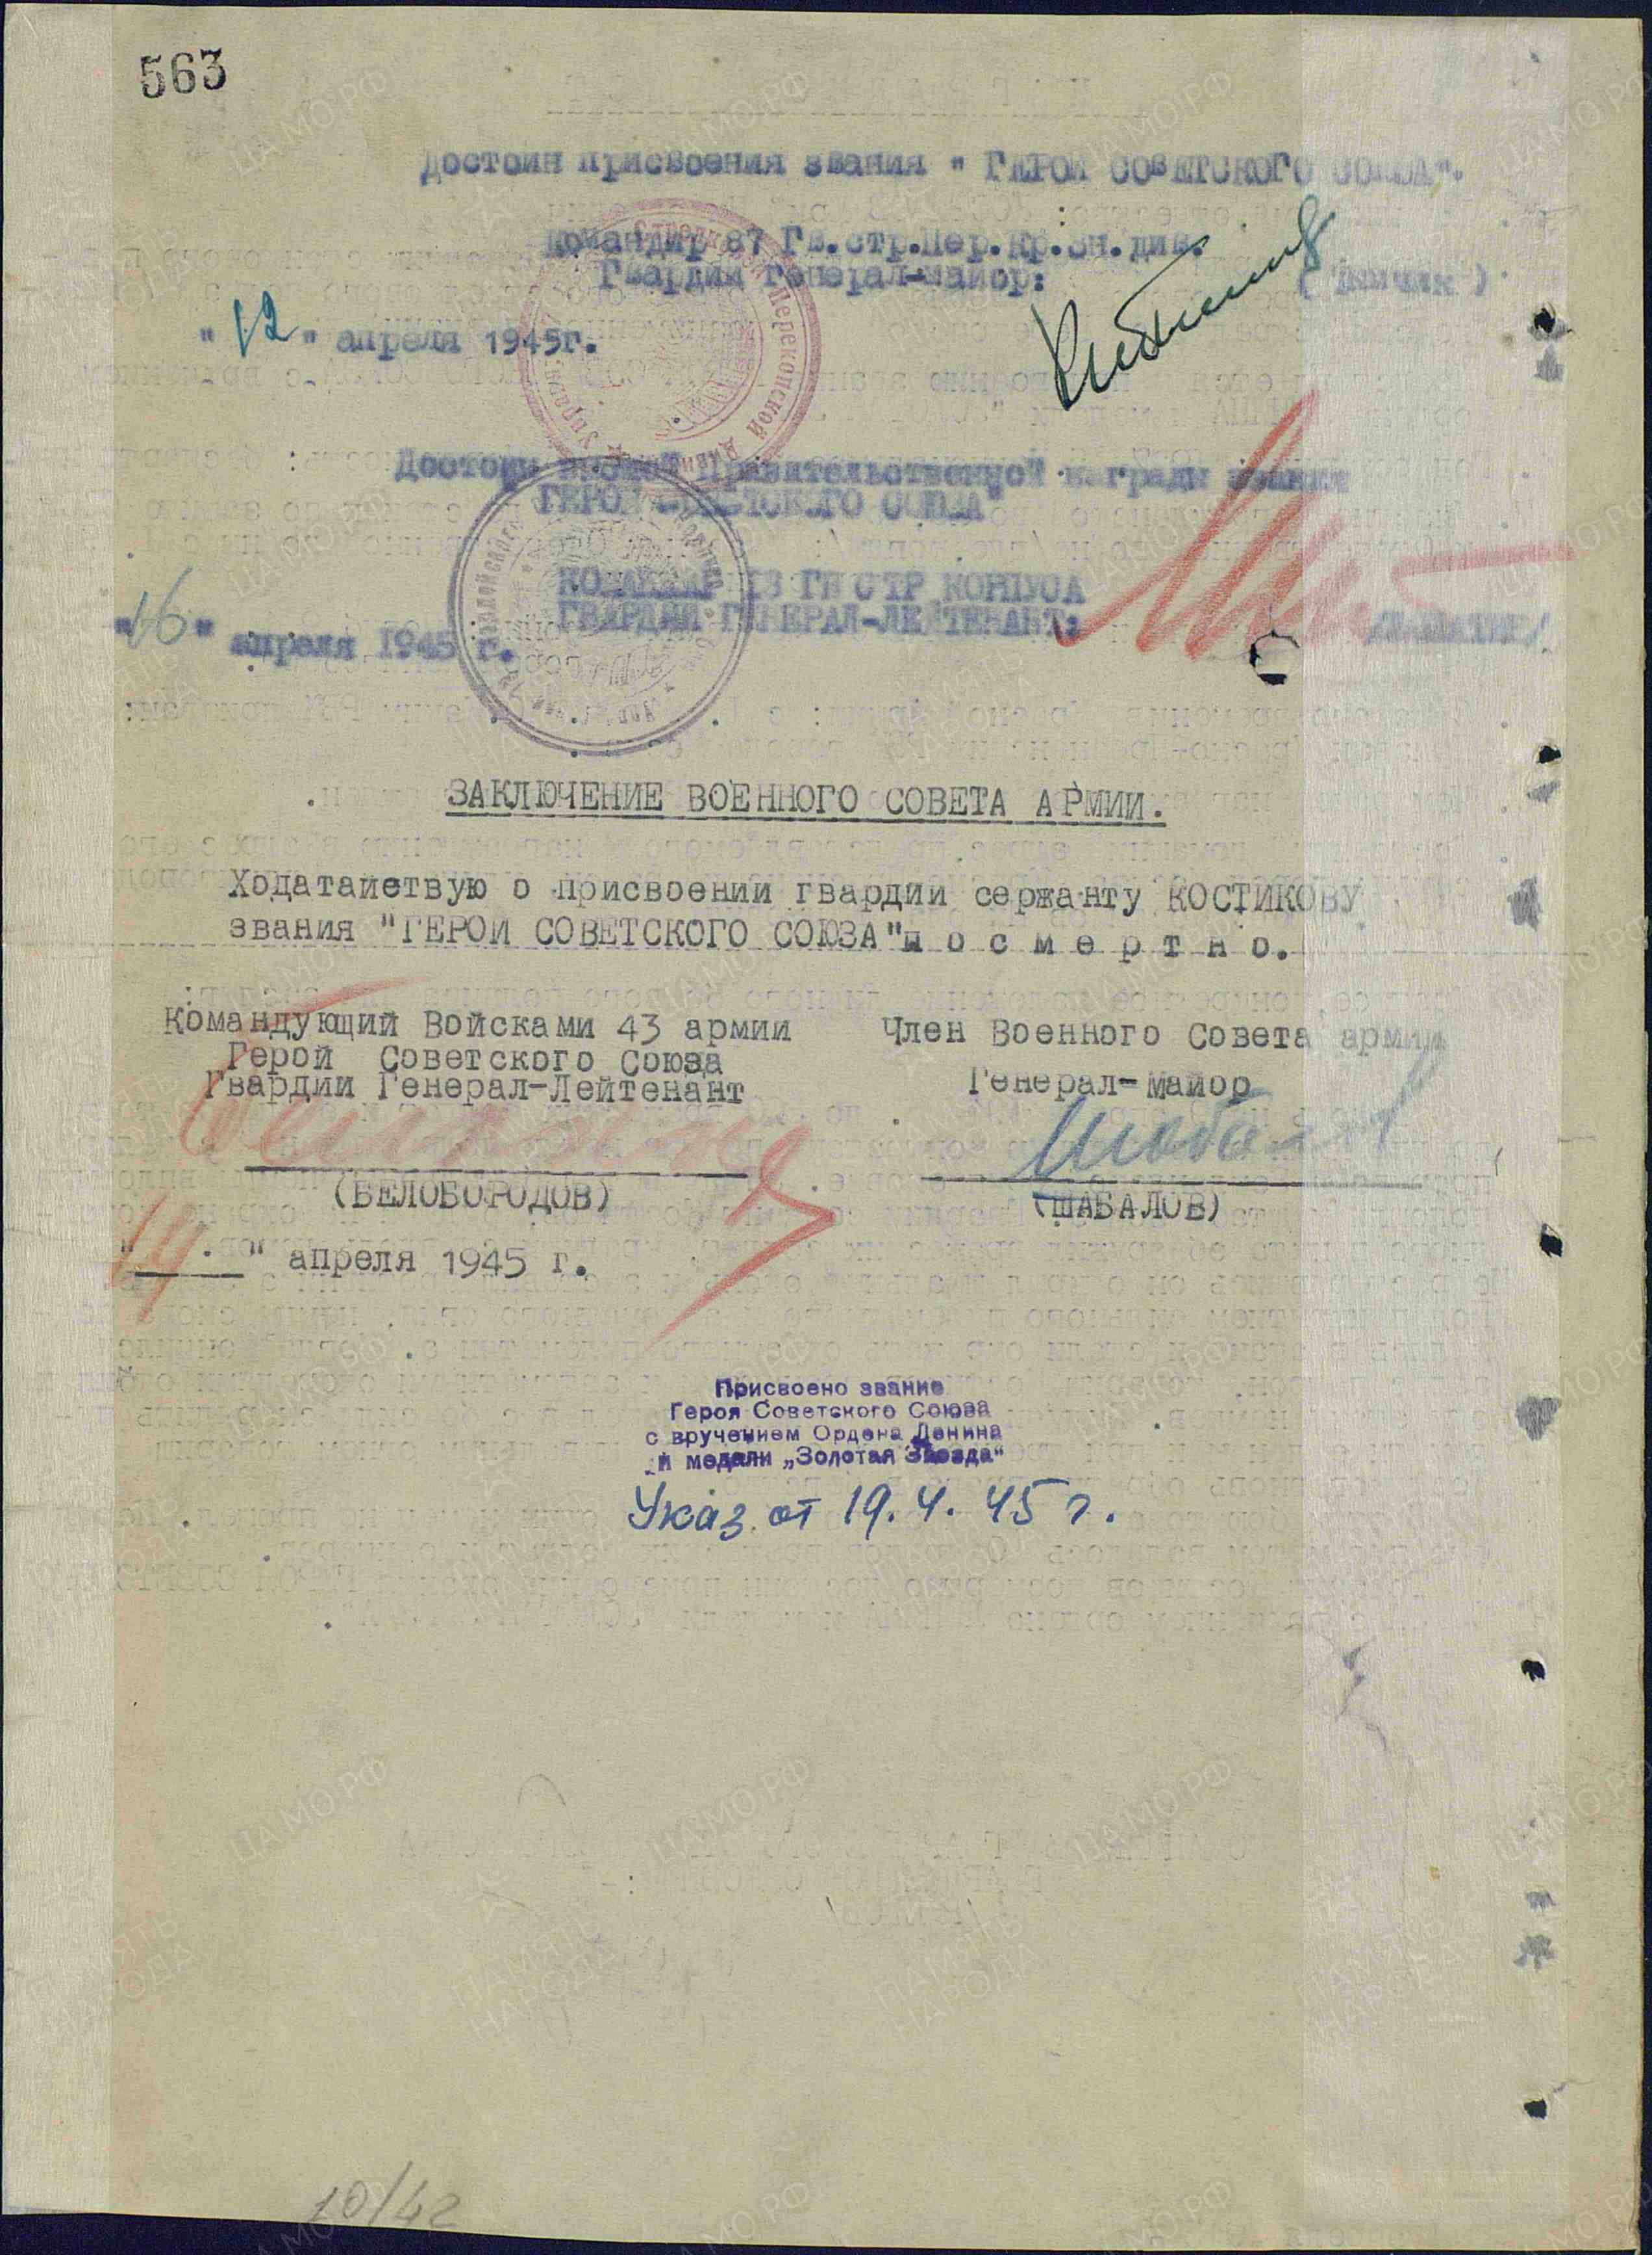 563
Достоин присвоения звания " ГЕРОЙ СОВЕТСКОГО СОЮЗА".
Командир 87 Гв.стр.Пер.Кр.Зн.див.
Гвардии Генерал-майор:
"12" апреля 1945г.
Достоин высшей Правительственной награды звания
ГЕРОЯ СОВЕТСКОГО СОЮЗА"
КОМАНДИР 13 ГВ СТР КОРПУСА
ГВАРДИИ ГЕНЕРАЛ-ЛЕЙТЕНАНТ:
"16" апреля 1945 г.
ЗАКЛЮЧЕНИЕ ВОЕННОГО СОВЕТА АРМИИ.
Ходатайствую о присвоении гвардии сержанту КОСТИКОВУ
звания "ГЕРОЙ СОВЕТСКОГО СОЮЗА" п о с м е р т н о.
Командующий Войсками 43 армии
Герой Советского Союза
Гвардии Генерал-Лейтенант
(БЕЛОБОРОДОВ)
Член Военного Совета армии
Генерал-майор
(ШАБАЛОВ)
" апреля 1945 г.
Присвоено звание
Героя Советского Союза
с вручением Ордена Ленина
и медали „Золотая Звезда"
Указ от 19.4.45 г.
10/42